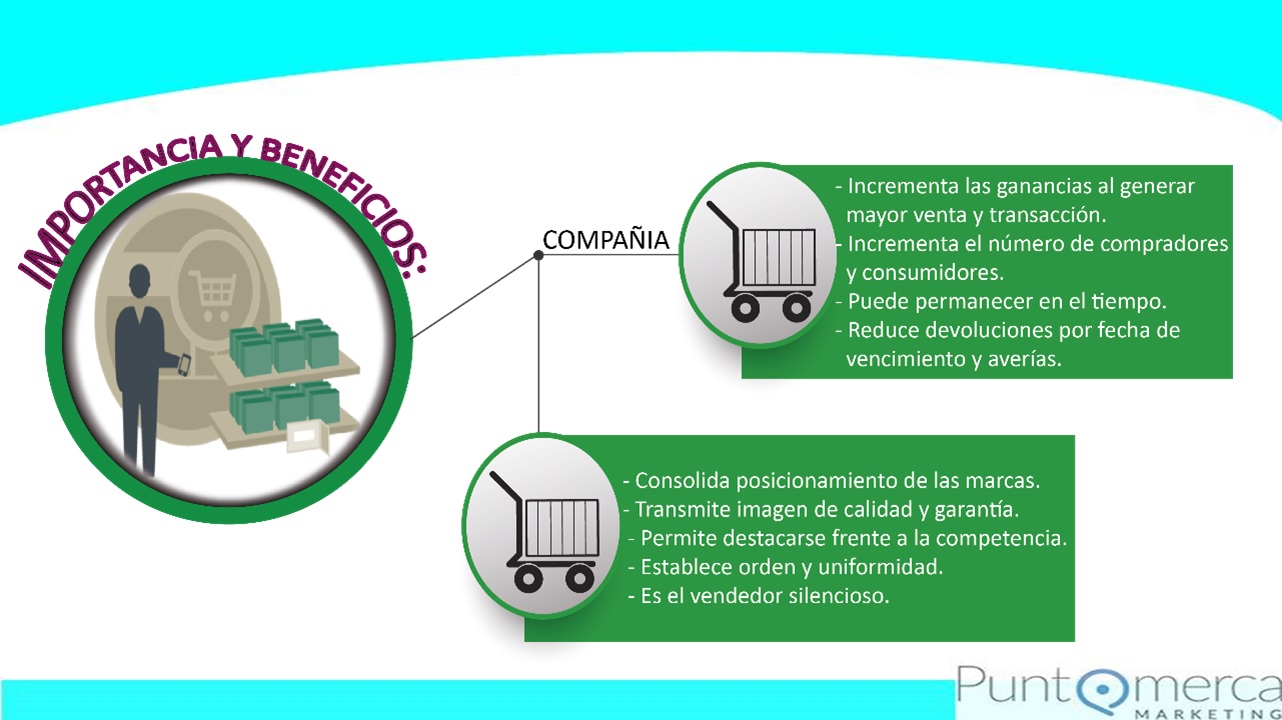 IMPORTANCIA Y BENEFICIOS:
COMPAÑIA
- Incrementa las ganancias al generar
mayor venta y transacción.
- Incrementa el número de compradores
y consumidores.
- Puede permanecer en el tiempo.
- Reduce devoluciones por fecha de
vencimiento y averías.
- Consolida posicionamiento de las marcas.
- Transmite imagen de calidad y garantía.
- Permite destacarse frente a la competencia.
- Establece orden y uniformidad.
- Es el vendedor silencioso.
Puntomerca
MARKETING